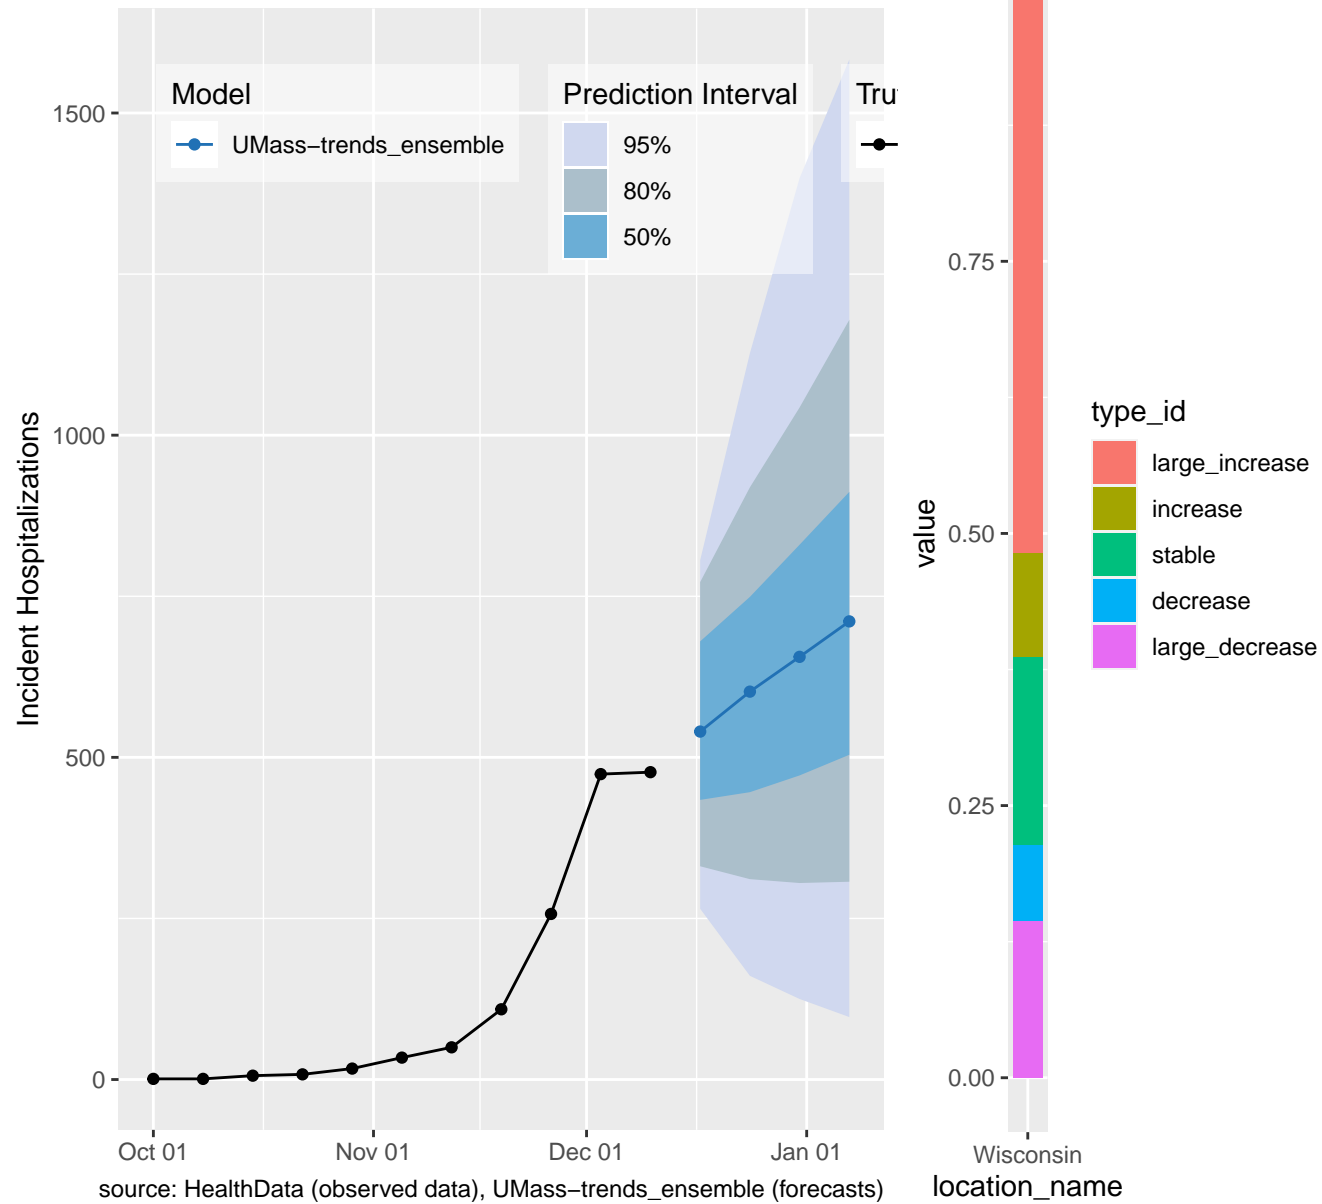 Model
UMass−trends_ensemble
Prediction Interval
95%
80%
50%
Tru
1500
1000
500
0
Incident Hospitalizations
Oct 01
Nov 01
Dec 01
Jan 01
source: HealthData (observed data), UMass−trends_ensemble (forecasts)
0.75
0.50
0.25
0.00
value
Wisconsin
location_name
type_id
large_increase
increase
stable
decrease
large_decrease